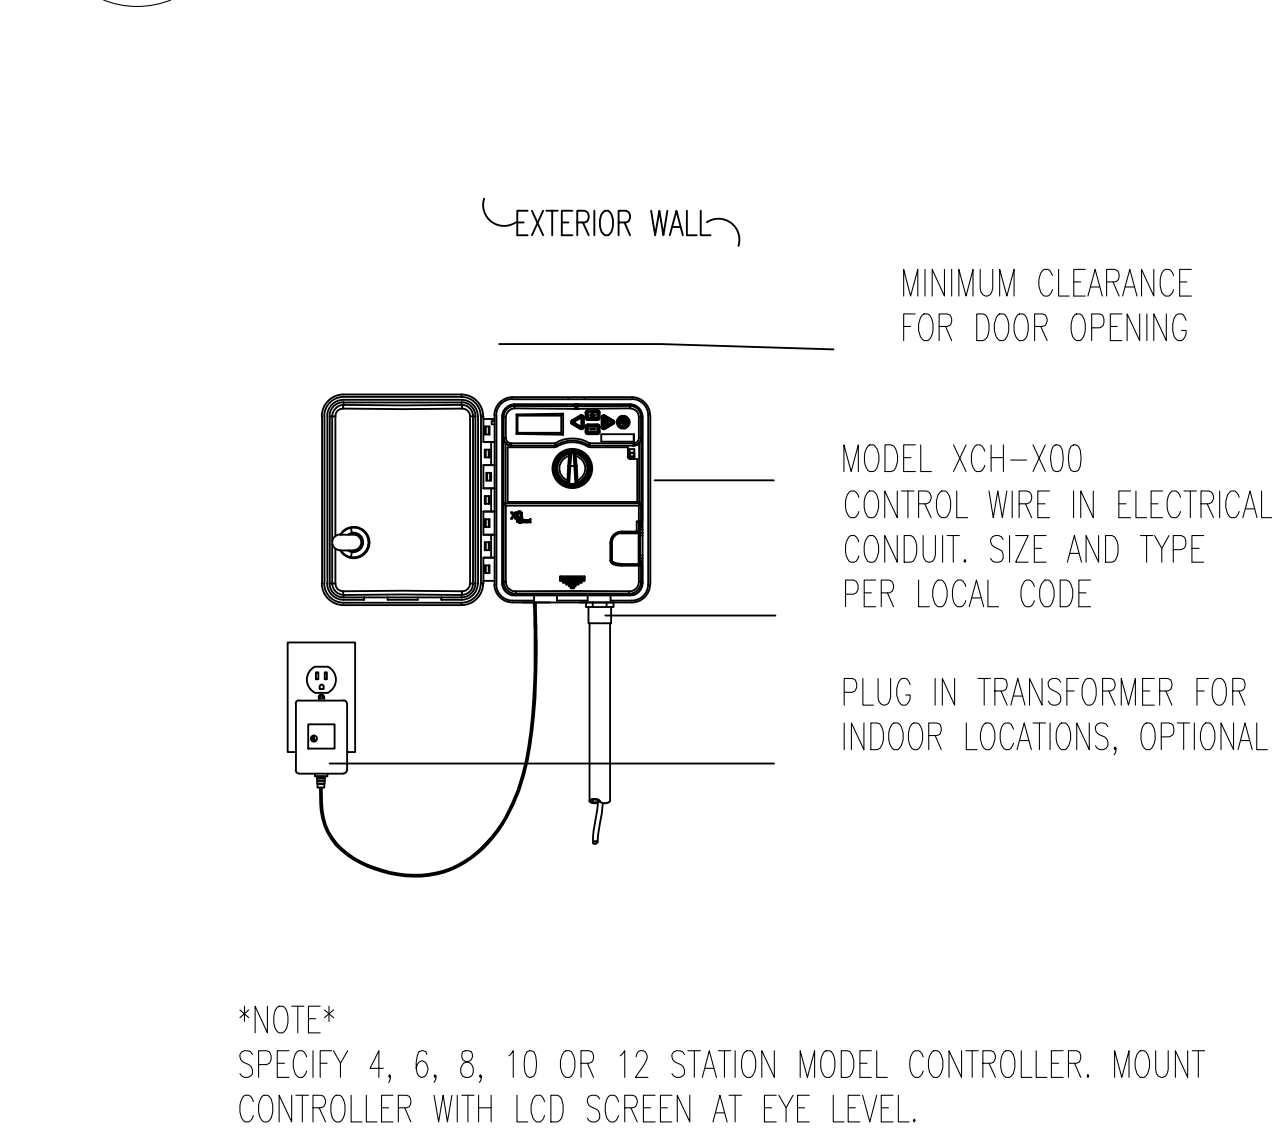 EXTERIOR WALL
MINIMUM CLEARANCE
FOR DOOR OPENING
MODEL XCH-X00
CONTROL WIRE IN ELECTRICAL
CONDUIT. SIZE AND TYPE
PER LOCAL CODE
PLUG IN TRANSFORMER FOR
INDOOR LOCATIONS, OPTIONAL
*NOTE*
SPECIFY 4, 6, 8, 10 OR 12 STATION MODEL CONTROLLER. MOUNT
CONTROLLER WITH LCD SCREEN AT EYE LEVEL.